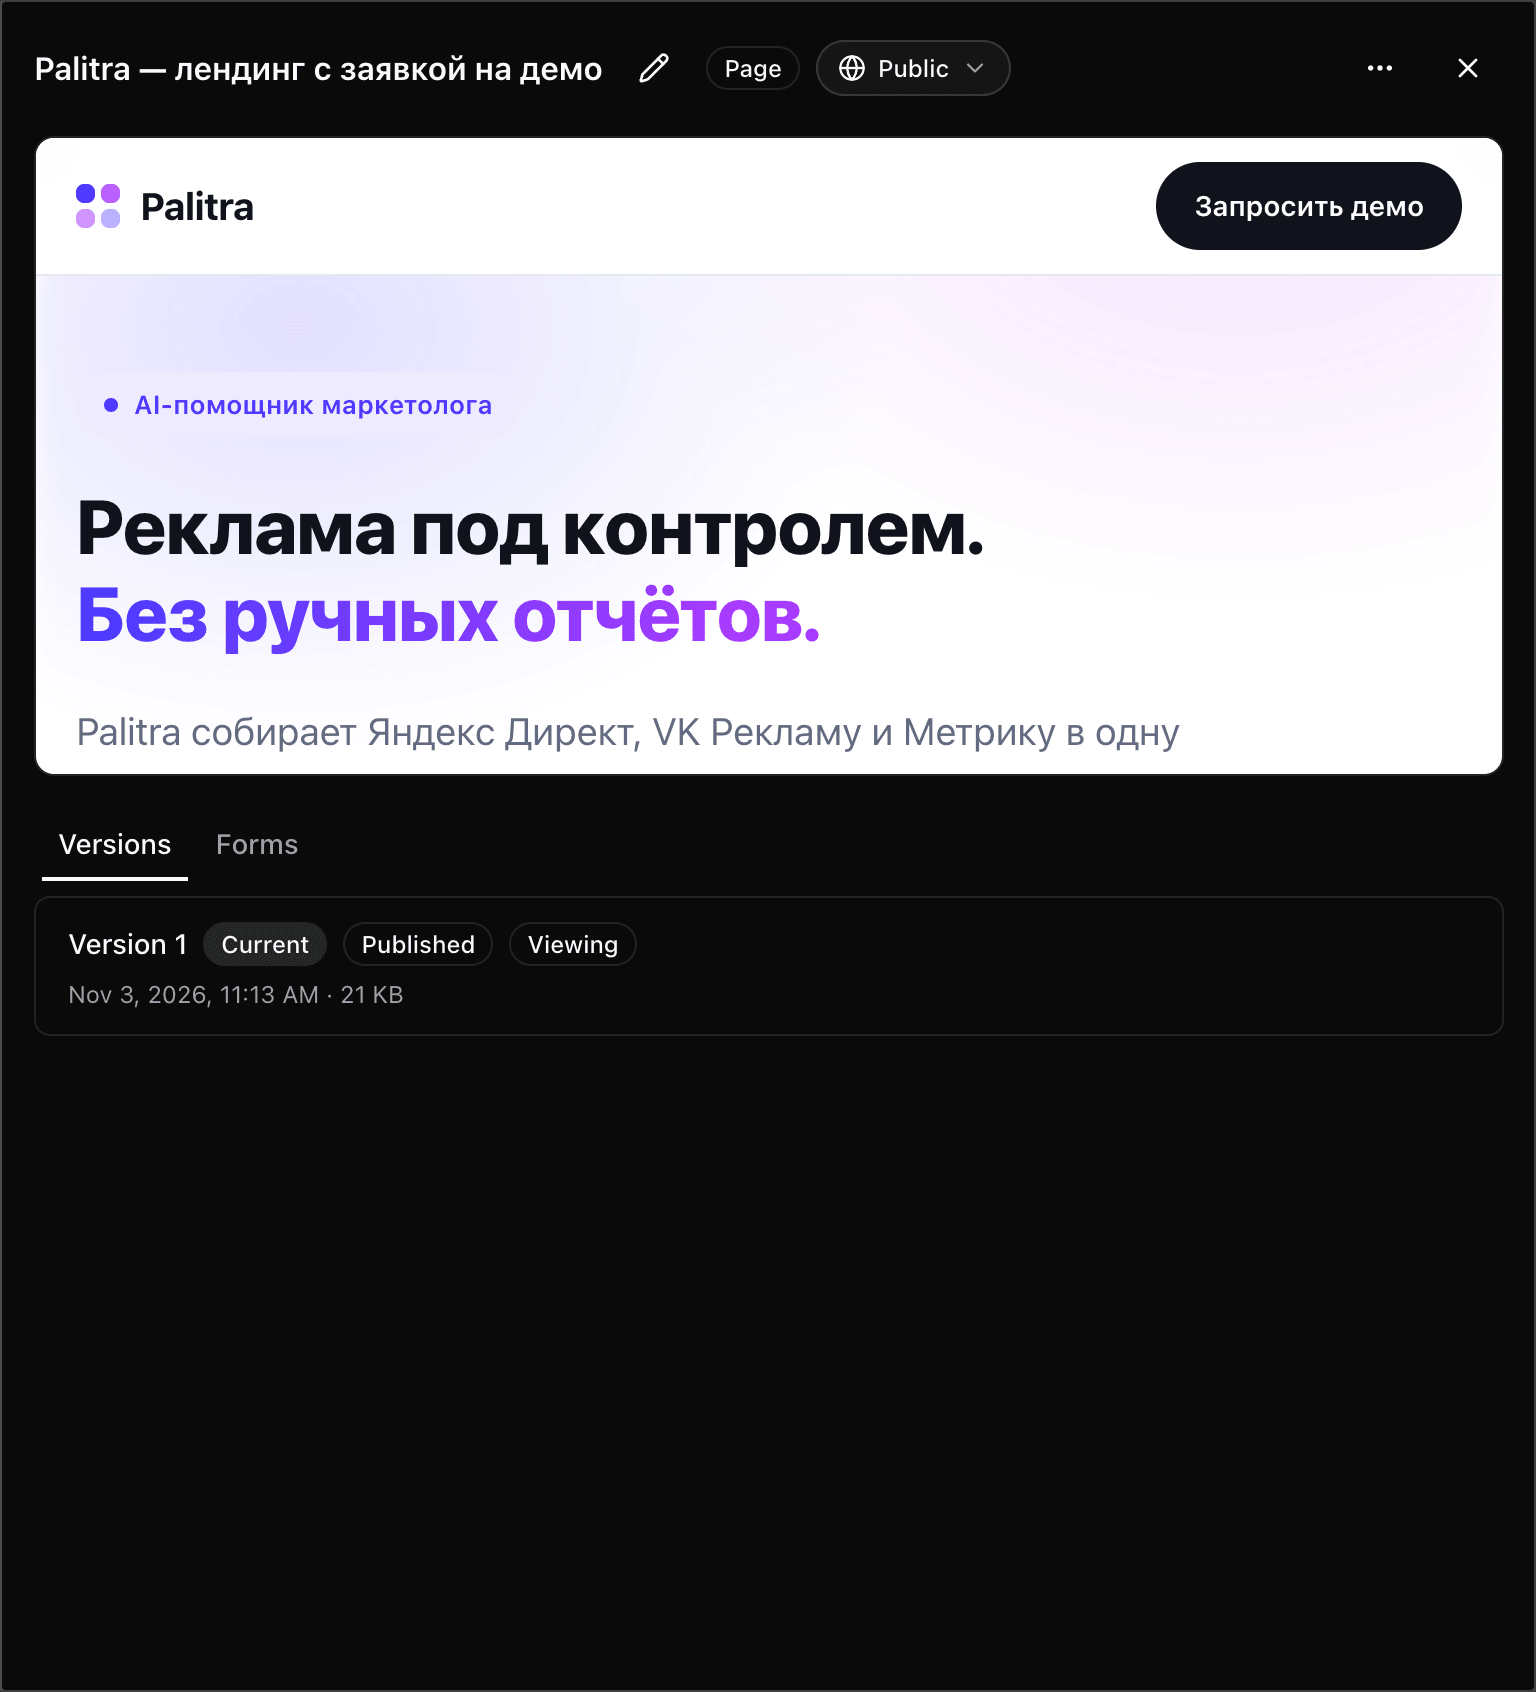 Palitra — лендинг с заявкой на демо
Page
Public
Palitra
Запросить демо
AI-помощник маркетолога
Реклама под контролем.
Без ручных отчётов.
Palitra собирает Яндекс Директ, VK Рекламу и Метрику в одну
Versions
Forms
Version 1
Current
Published
Viewing
Nov 3, 2026, 11:13 AM · 21 KB